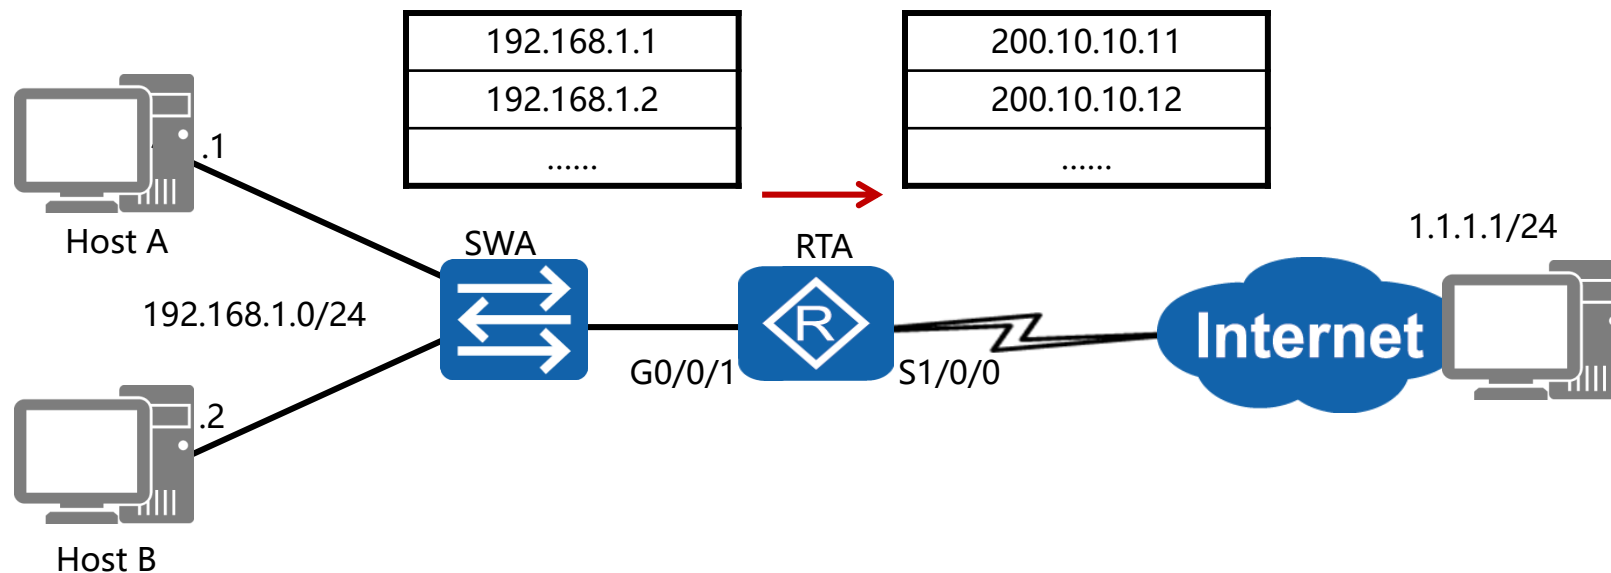 192.168.1.1
192.168.1.2
......
200.10.10.11
200.10.10.12
......
.1
Host A
SWA
RTA
1.1.1.1/24
192.168.1.0/24
R
Internet
G0/0/1
S1/0/0
.2
Host B